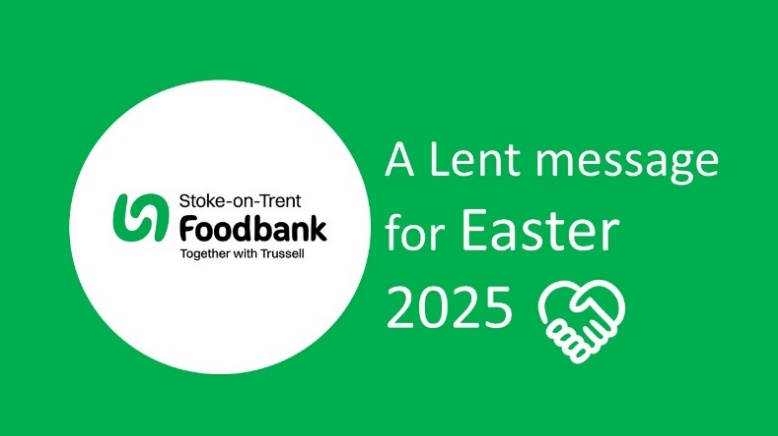 Stoke-on-Trent
Foodbank
Together with Trussell
A Lent message
for Easter
2025